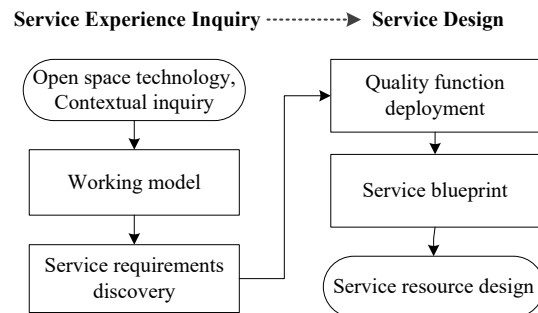 Service Experience Inquiry
Service Design
Open space technology,
Contextual inquiry
Working model
Service requirements
discovery
Quality function
deployment
Service blueprint
Service resource design